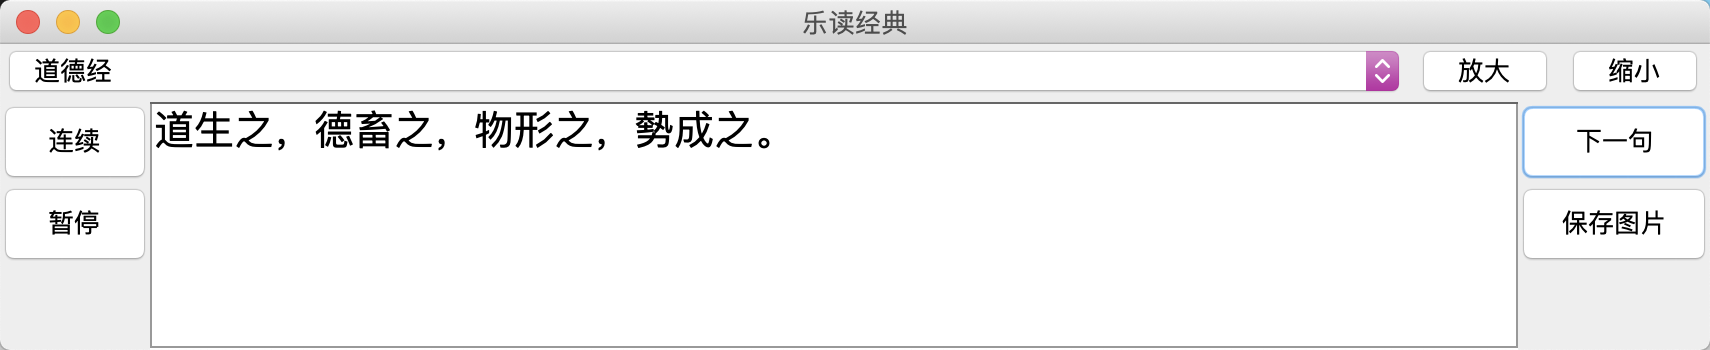 乐读经典
道德经
放大
缩小
连续
道生之，德畜之，物形之，勢成之。
下一句
暂停
保存图片